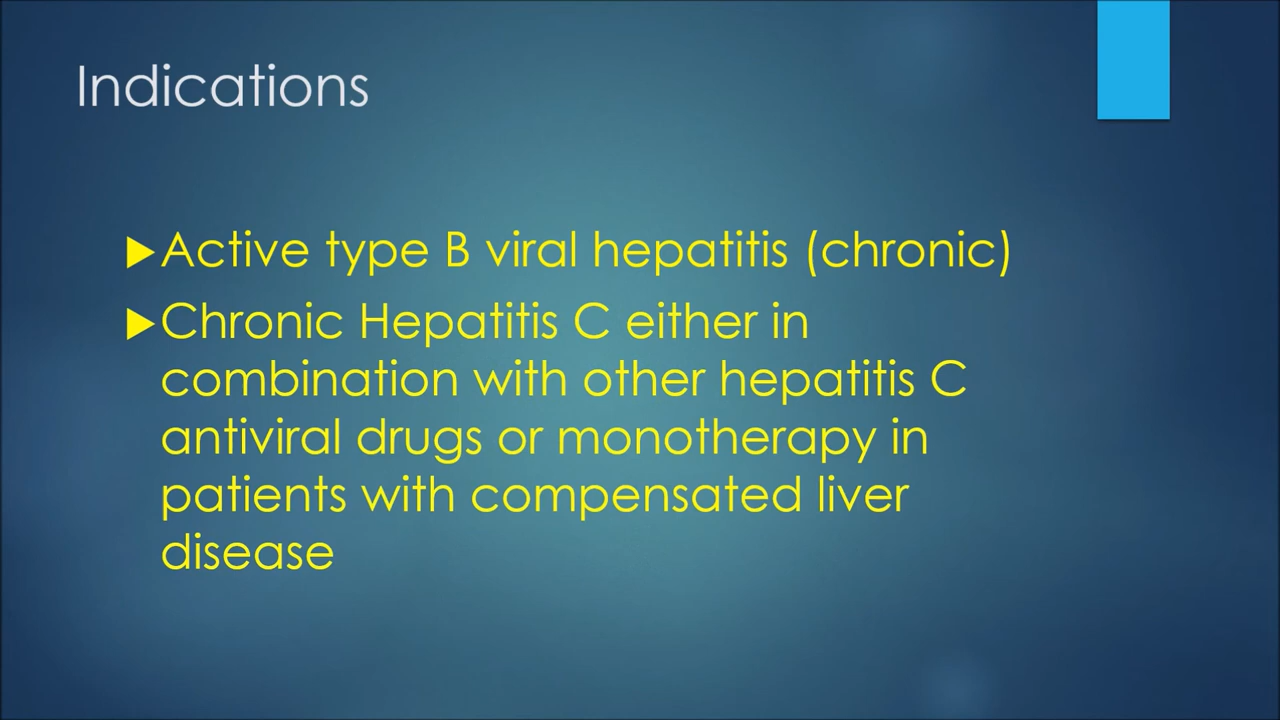 Indications
Active type B viral hepatitis (chronic)
Chronic Hepatitis C either in
combination with other hepatitis C
antiviral drugs or monotherapy in
patients with compensated liver
disease